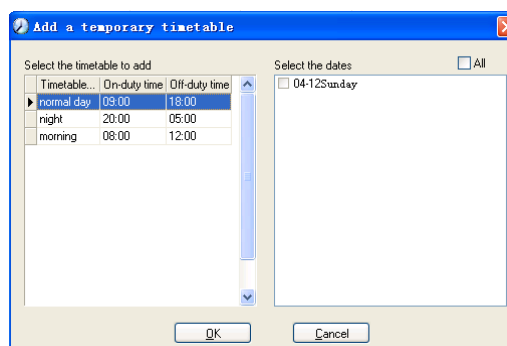 Add a temporary timetable
Select the timetable to add
Select the dates
All
Timetable... On-duty time Off-duty time
normal day 09:00 18:00
night 20:00 05:00
morning 08:00 12:00
04-12Sunday
OK
Cancel